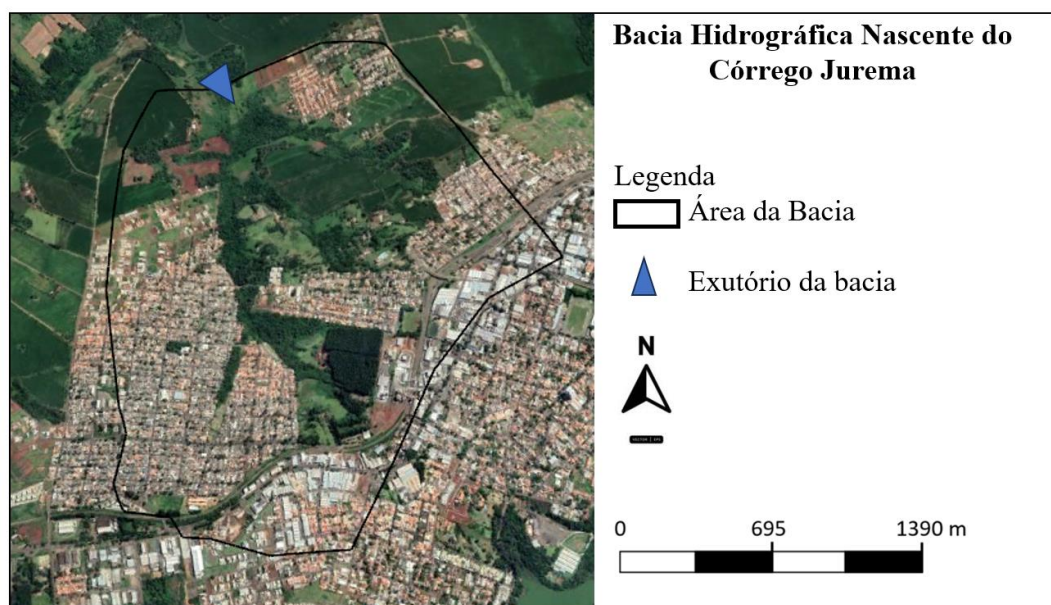 Bacia Hidrográfica Nascente do
Córrego Jurema
Legenda
Área da Bacia
Exutório da bacia
N
0 695 1390 m